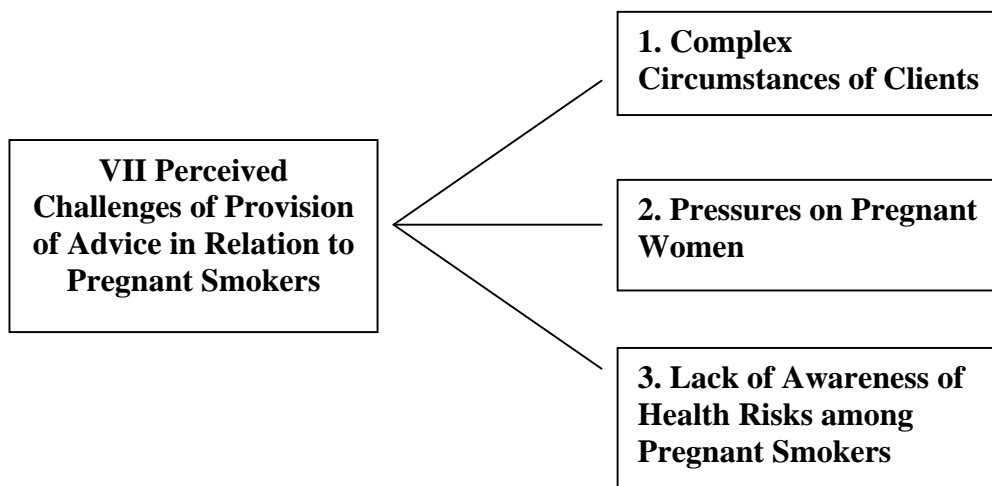 VII Perceived
Challenges of Provision
of Advice in Relation to
Pregnant Smokers
1. Complex
Circumstances of Clients
2. Pressures on Pregnant
Women
3. Lack of Awareness of
Health Risks among
Pregnant Smokers